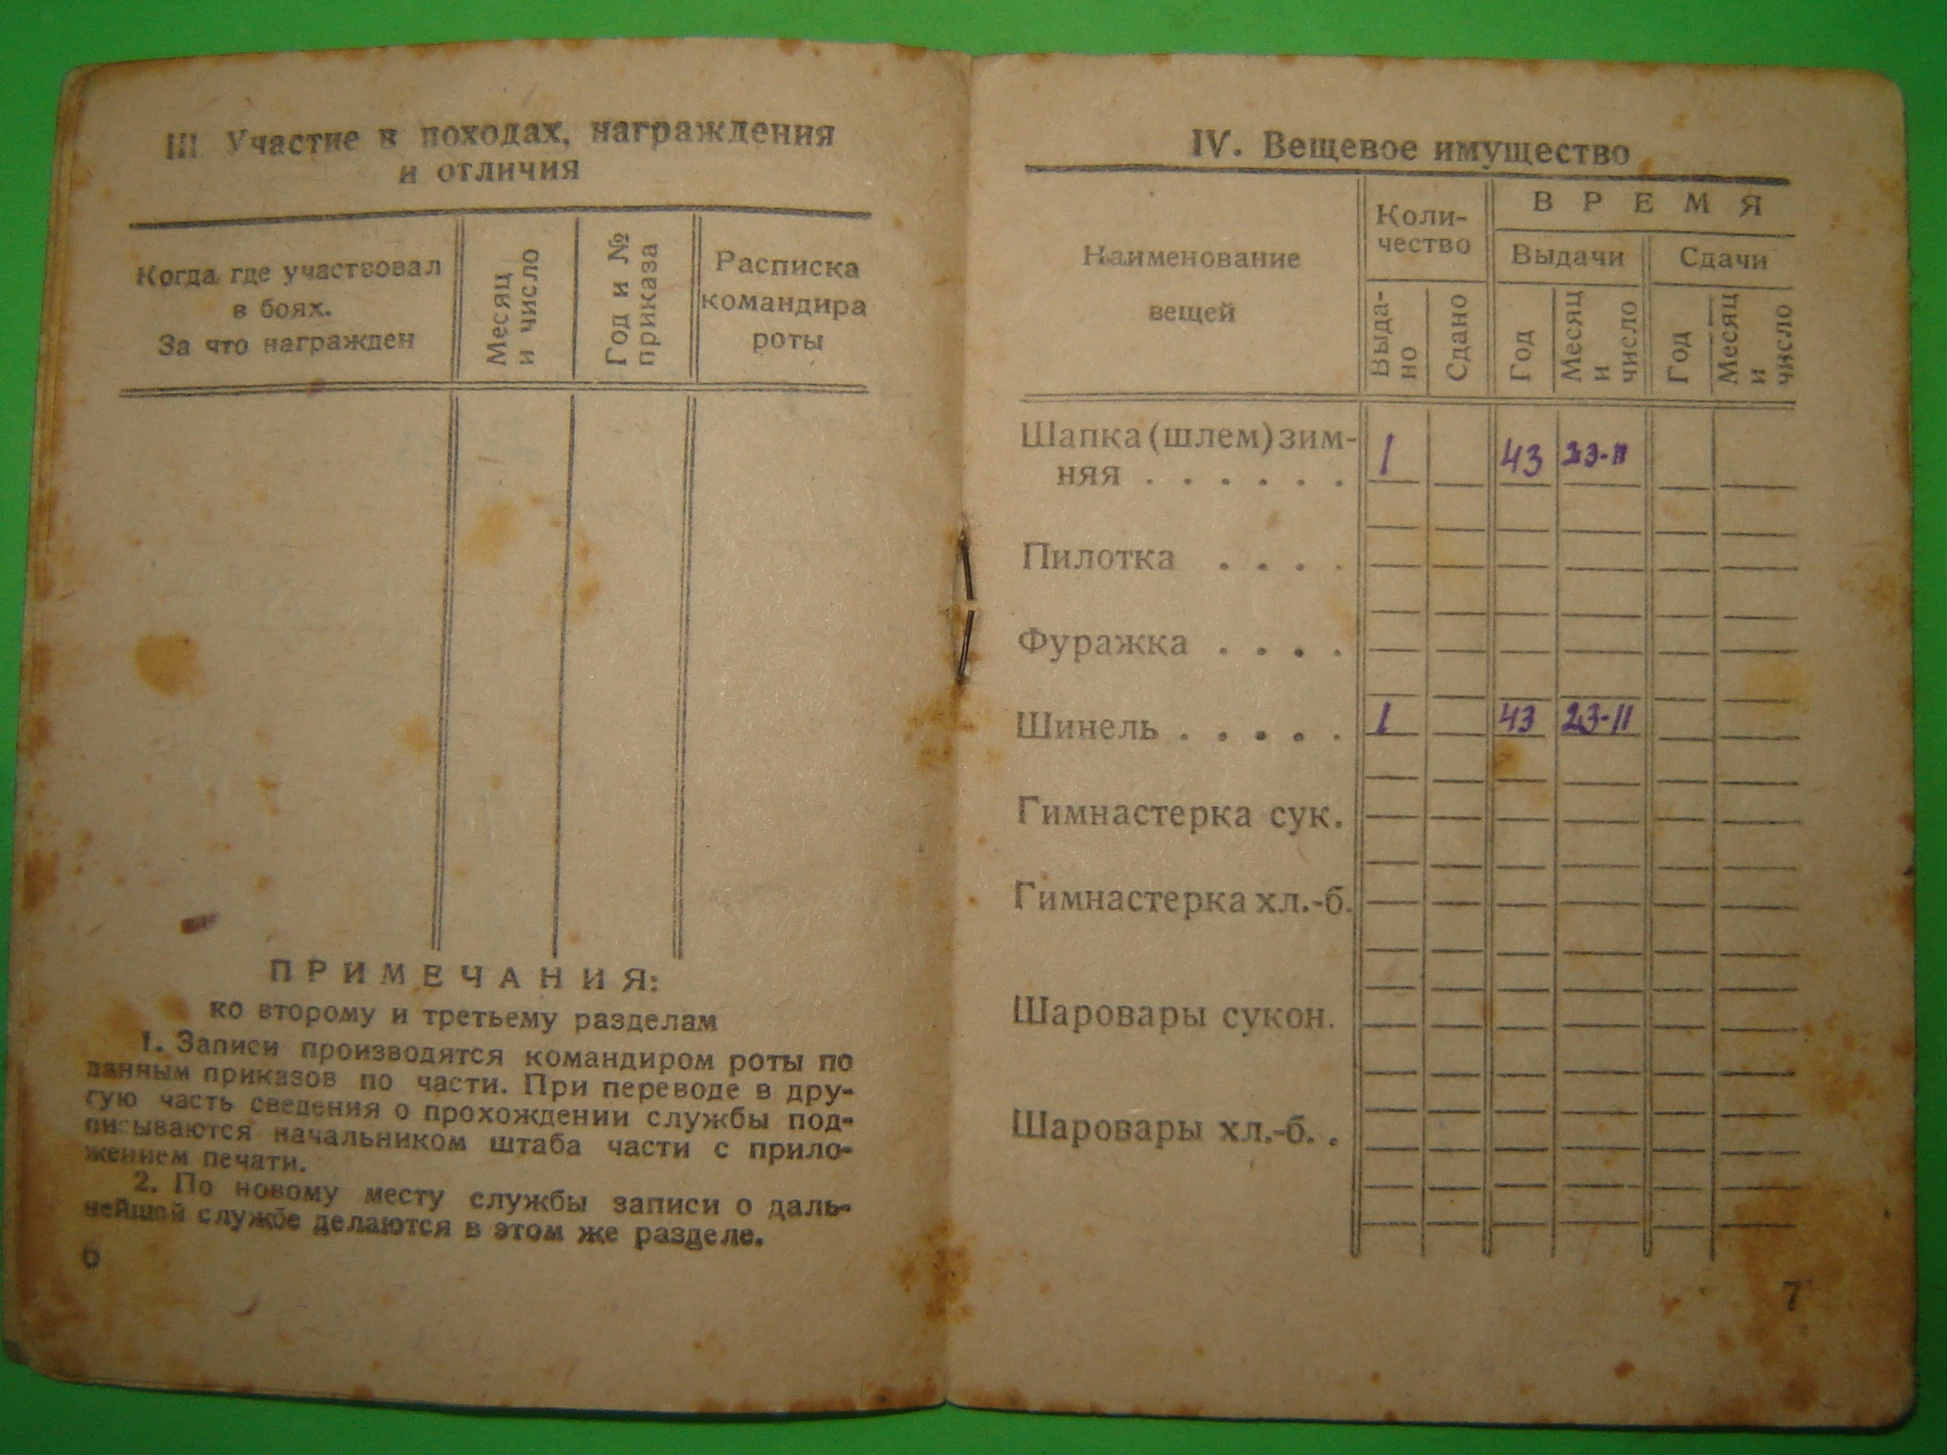 III Участие в походах, награждения
и отличия
Когда, где участвовал
в боях.
За что награжден
Месяц
и число
Год и №
приказа
Расписка
командира
роты
ПРИМЕЧАНИЯ:
ко второму и третьему разделам
1. Записи производятся командиром роты по
данным приказов по части. При переводе в дру-
гую часть сведения о прохождении службы под-
писываются начальником штаба части с прило-
жением печати.
2. По новому месту службы записи о даль-
нейшей службе делаются в этом же разделе.
6
IV. Вещевое имущество
Наименование
вещей
Коли-
чество
ВРЕМЯ
Выдачи
Сдачи
Выда-
но
Сдано
Год
Месяц
и
число
Год
Месяц
и
число
Шапка (шлем) зим-
няя . . . . . . 1 43 23-II
Пилотка . . . .
Фуражка . . . .
Шинель . . . . . 1 43 23-II
Гимнастерка сук.
Гимнастерка хл.-б.
Шаровары сукон.
Шаровары хл.-б. .
7